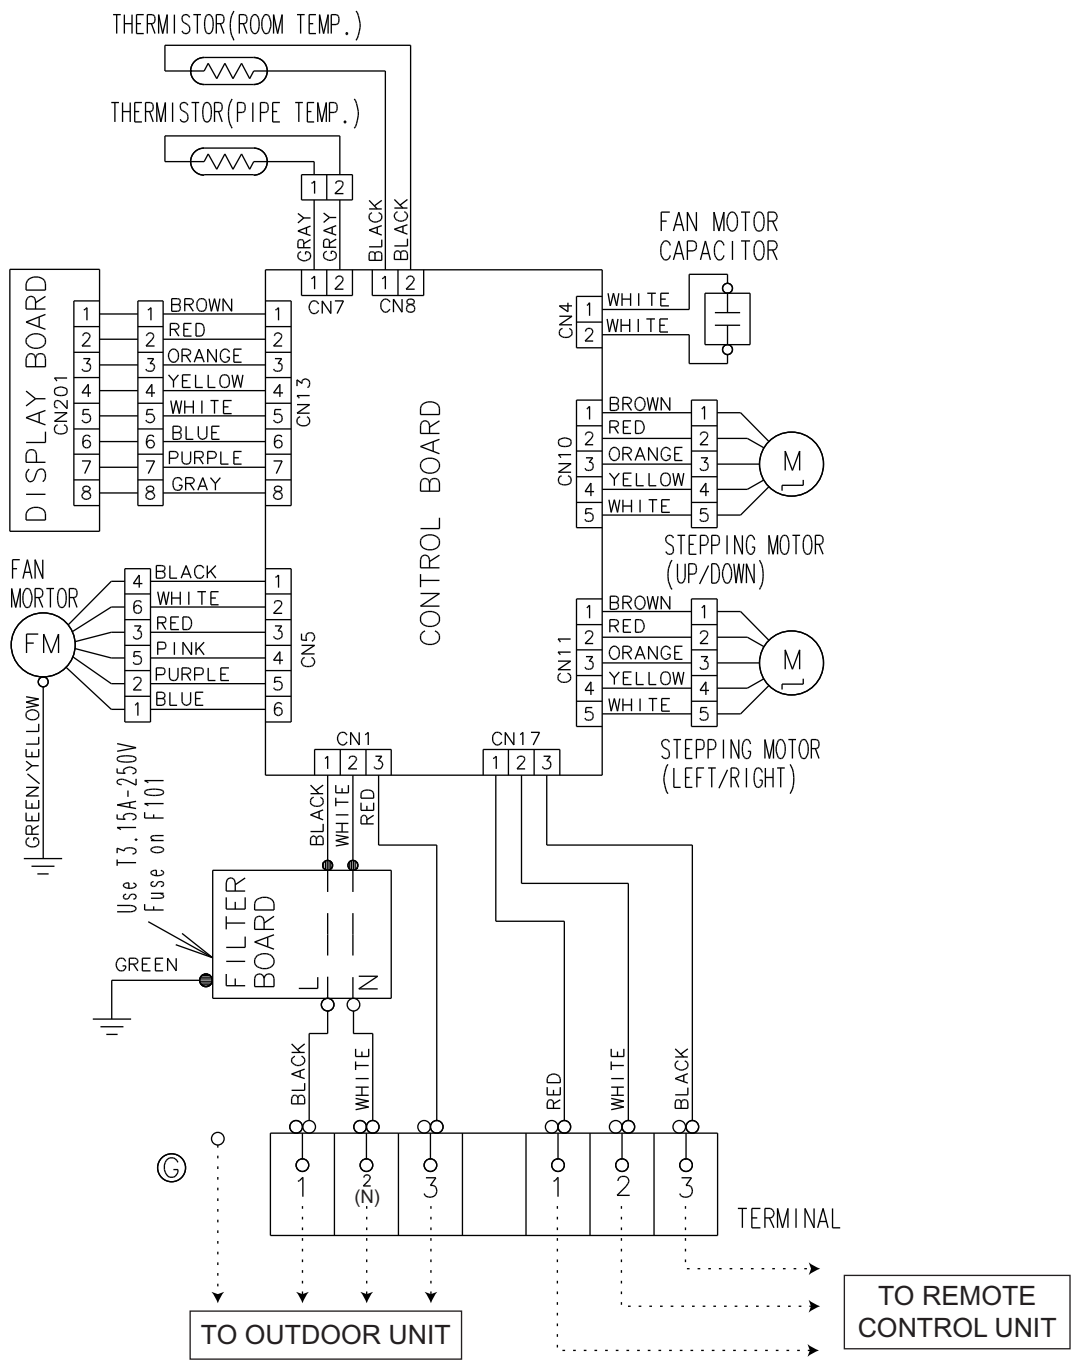 THERMISTOR(ROOM TEMP.)
THERMISTOR(PIPE TEMP.)
1 2
GRAY
GRAY
BLACK
BLACK
1 2
CN7
1 2
CN8
FAN MOTOR
CAPACITOR
CN4
1 WHITE
2 WHITE
DISPLAY BOARD
CN201
1 1 BROWN 1
2 2 RED 2
3 3 ORANGE 3
4 4 YELLOW 4
5 5 WHITE 5
6 6 BLUE 6
7 7 PURPLE 7
8 8 GRAY 8
CN13
CONTROL BOARD
CN10
1 BROWN 1
2 RED 2
3 ORANGE 3
4 YELLOW 4
5 WHITE 5
M
STEPPING MOTOR
(UP/DOWN)
FAN
MORTOR
FM
4 BLACK 1
6 WHITE 2
3 RED 3
5 PINK 4
2 PURPLE 5
1 BLUE 6
CN5
GREEN/YELLOW
CN11
1 BROWN 1
2 RED 2
3 ORANGE 3
4 YELLOW 4
5 WHITE 5
M
STEPPING MOTOR
(LEFT/RIGHT)
CN1
1 2 3
CN17
1 2 3
BLACK
WHITE
RED
Use T3.15A-250V
Fuse on F101
FILTER
BOARD
L
N
GREEN
BLACK
WHITE
RED
WHITE
BLACK
G
1
2
(N)
3
1
2
3
TERMINAL
TO OUTDOOR UNIT
TO REMOTE
CONTROL UNIT